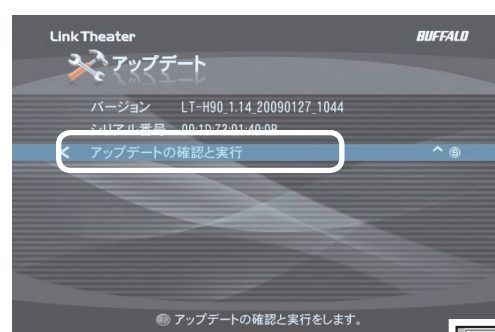 LinkTheater
BUFFALO
アップデート
バージョン LT-H90_1.14_20090127_1044
シリアル番号 00:1D:73:01:40:0B
アップデートの確認と実行
アップデートの確認と実行をします。